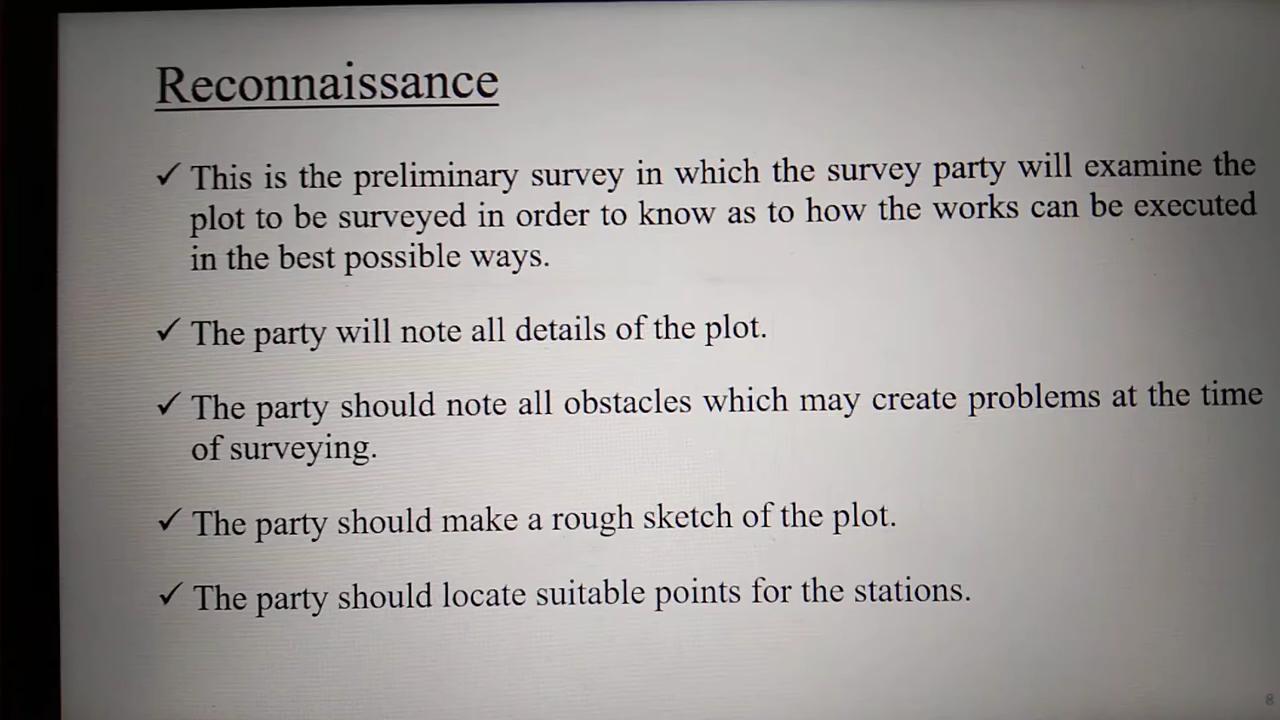 Reconnaissance
✓ This is the preliminary survey in which the survey party will examine the
plot to be surveyed in order to know as to how the works can be executed
in the best possible ways.
✓ The party will note all details of the plot.
✓ The party should note all obstacles which may create problems at the time
of surveying.
✓ The party should make a rough sketch of the plot.
✓ The party should locate suitable points for the stations.
8